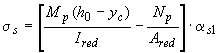 σ_s = [ M_p(h_0 − y_c) / I_red − N_p / A_red ] · α_s1